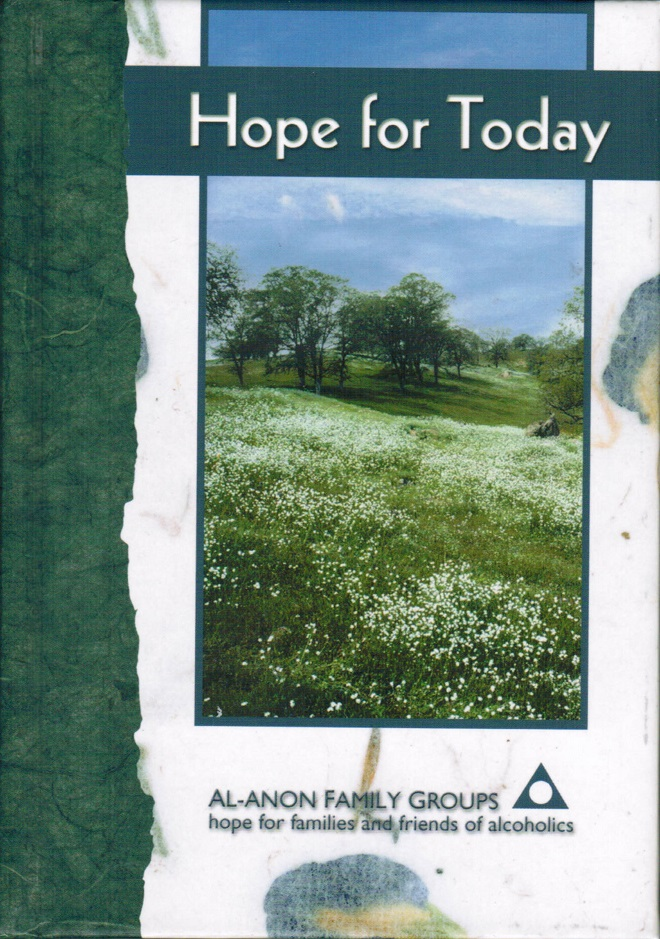 Hope for Today
AL-ANON FAMILY GROUPS
hope for families and friends of alcoholics